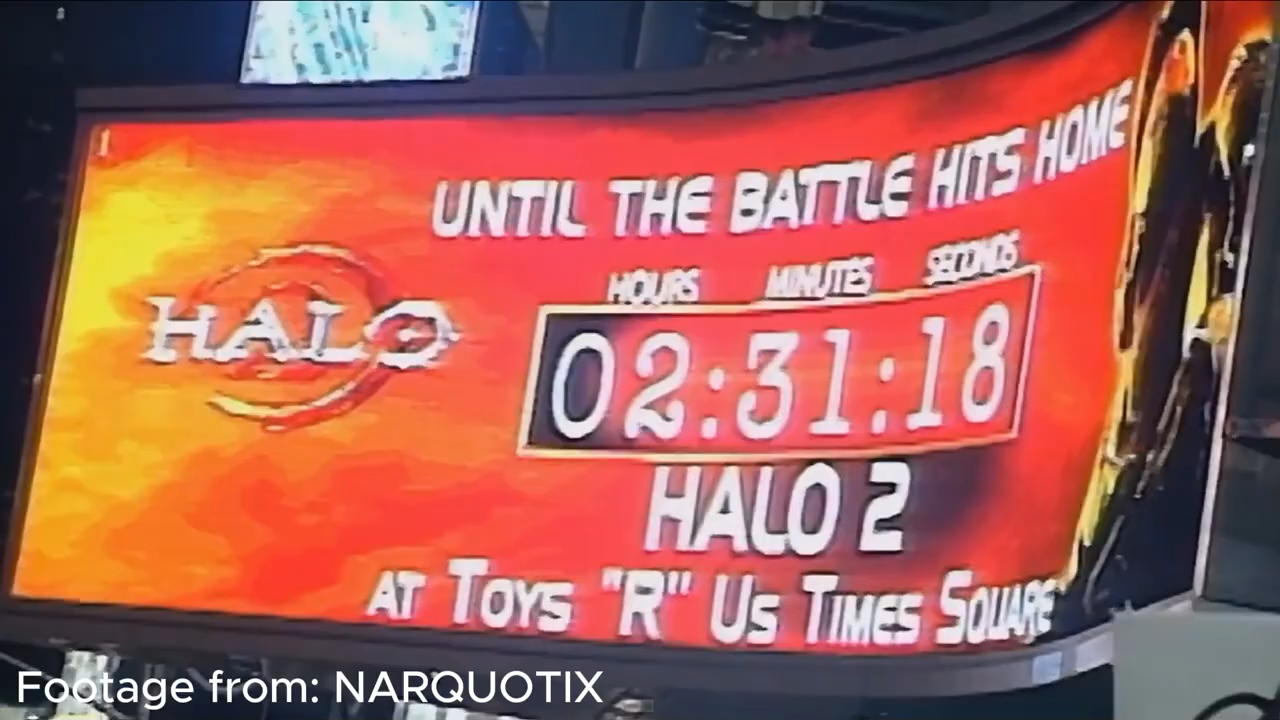 1
UNTIL THE BATTLE HITS HOME
HOURS MINUTES SECONDS
HALO
02:31:18
HALO 2
AT TOYS "R" US TIMES SQUARE
Footage from: NARQUOTIX